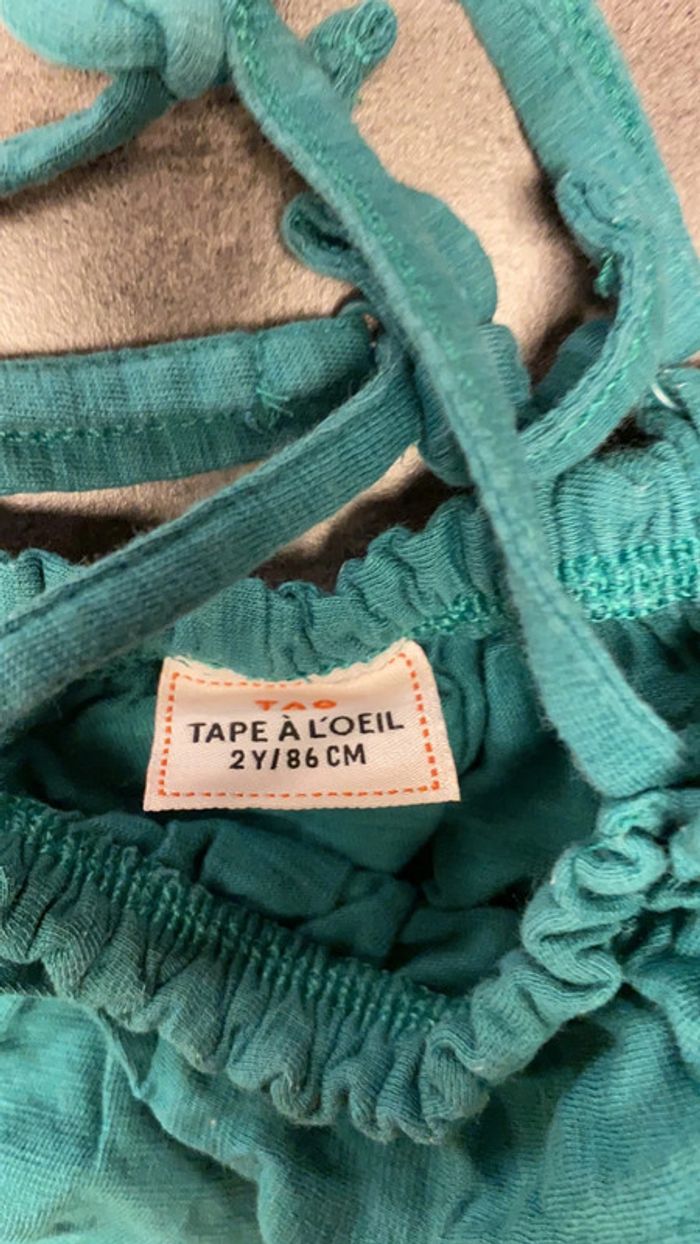 TAO
TAPE À L'OEIL
2Y/86 CM